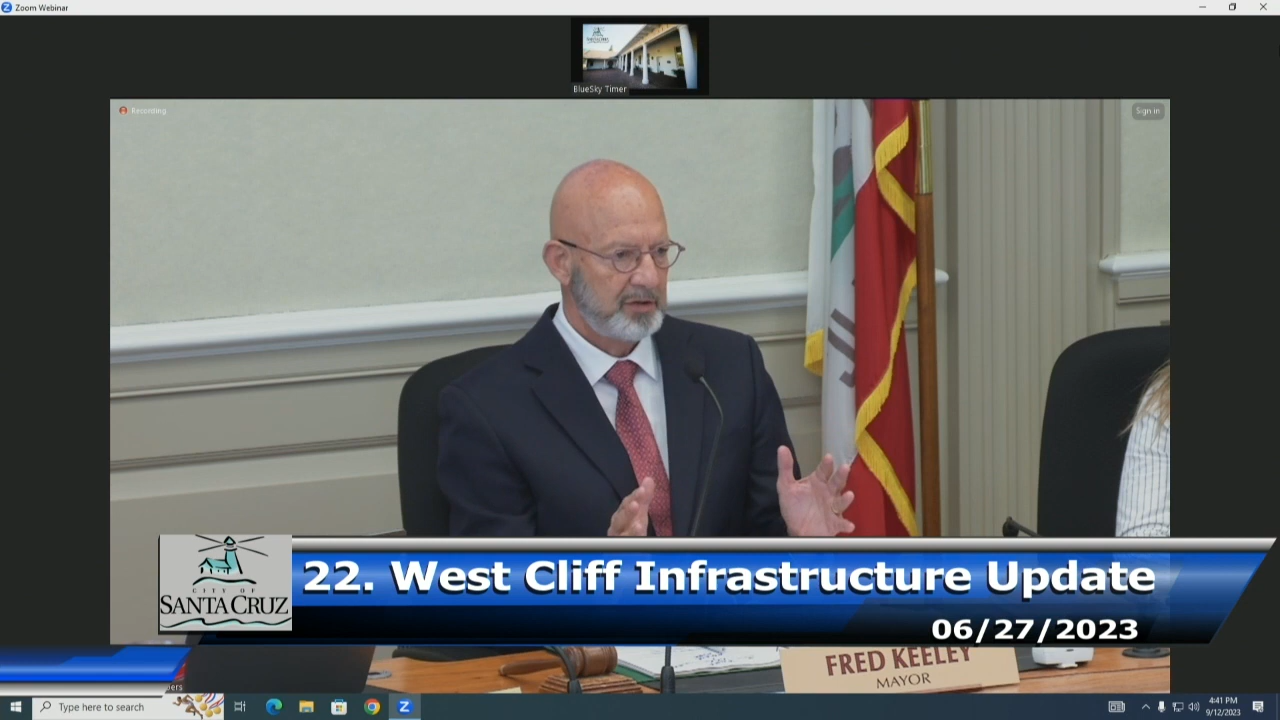 Zoom Webinar
BlueSky Timer
Recording
Sign in
22. West Cliff Infrastructure Update
CITY OF
SANTA CRUZ
06/27/2023
FRED KEELEY
MAYOR
Type here to search
4:41 PM
9/12/2023